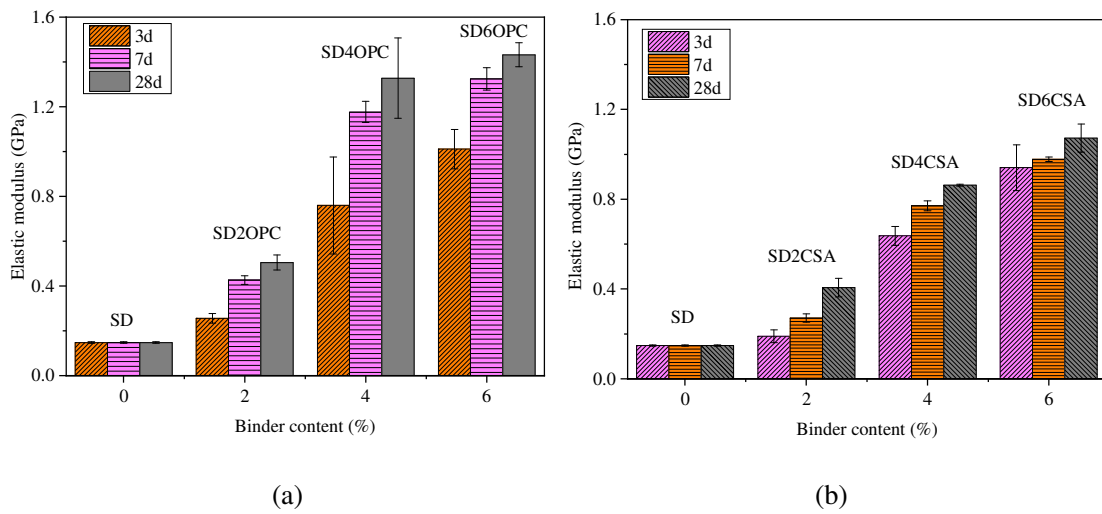 (a)
1.6
1.2
0.8
0.4
0.0
Elastic modulus (GPa)
3d
7d
28d
SD
SD2OPC
SD4OPC
SD6OPC
0 2 4 6
Binder content (%)
(b)
1.6
1.2
0.8
0.4
0.0
Elastic modulus (GPa)
3d
7d
28d
SD
SD2CSA
SD4CSA
SD6CSA
0 2 4 6
Binder content (%)